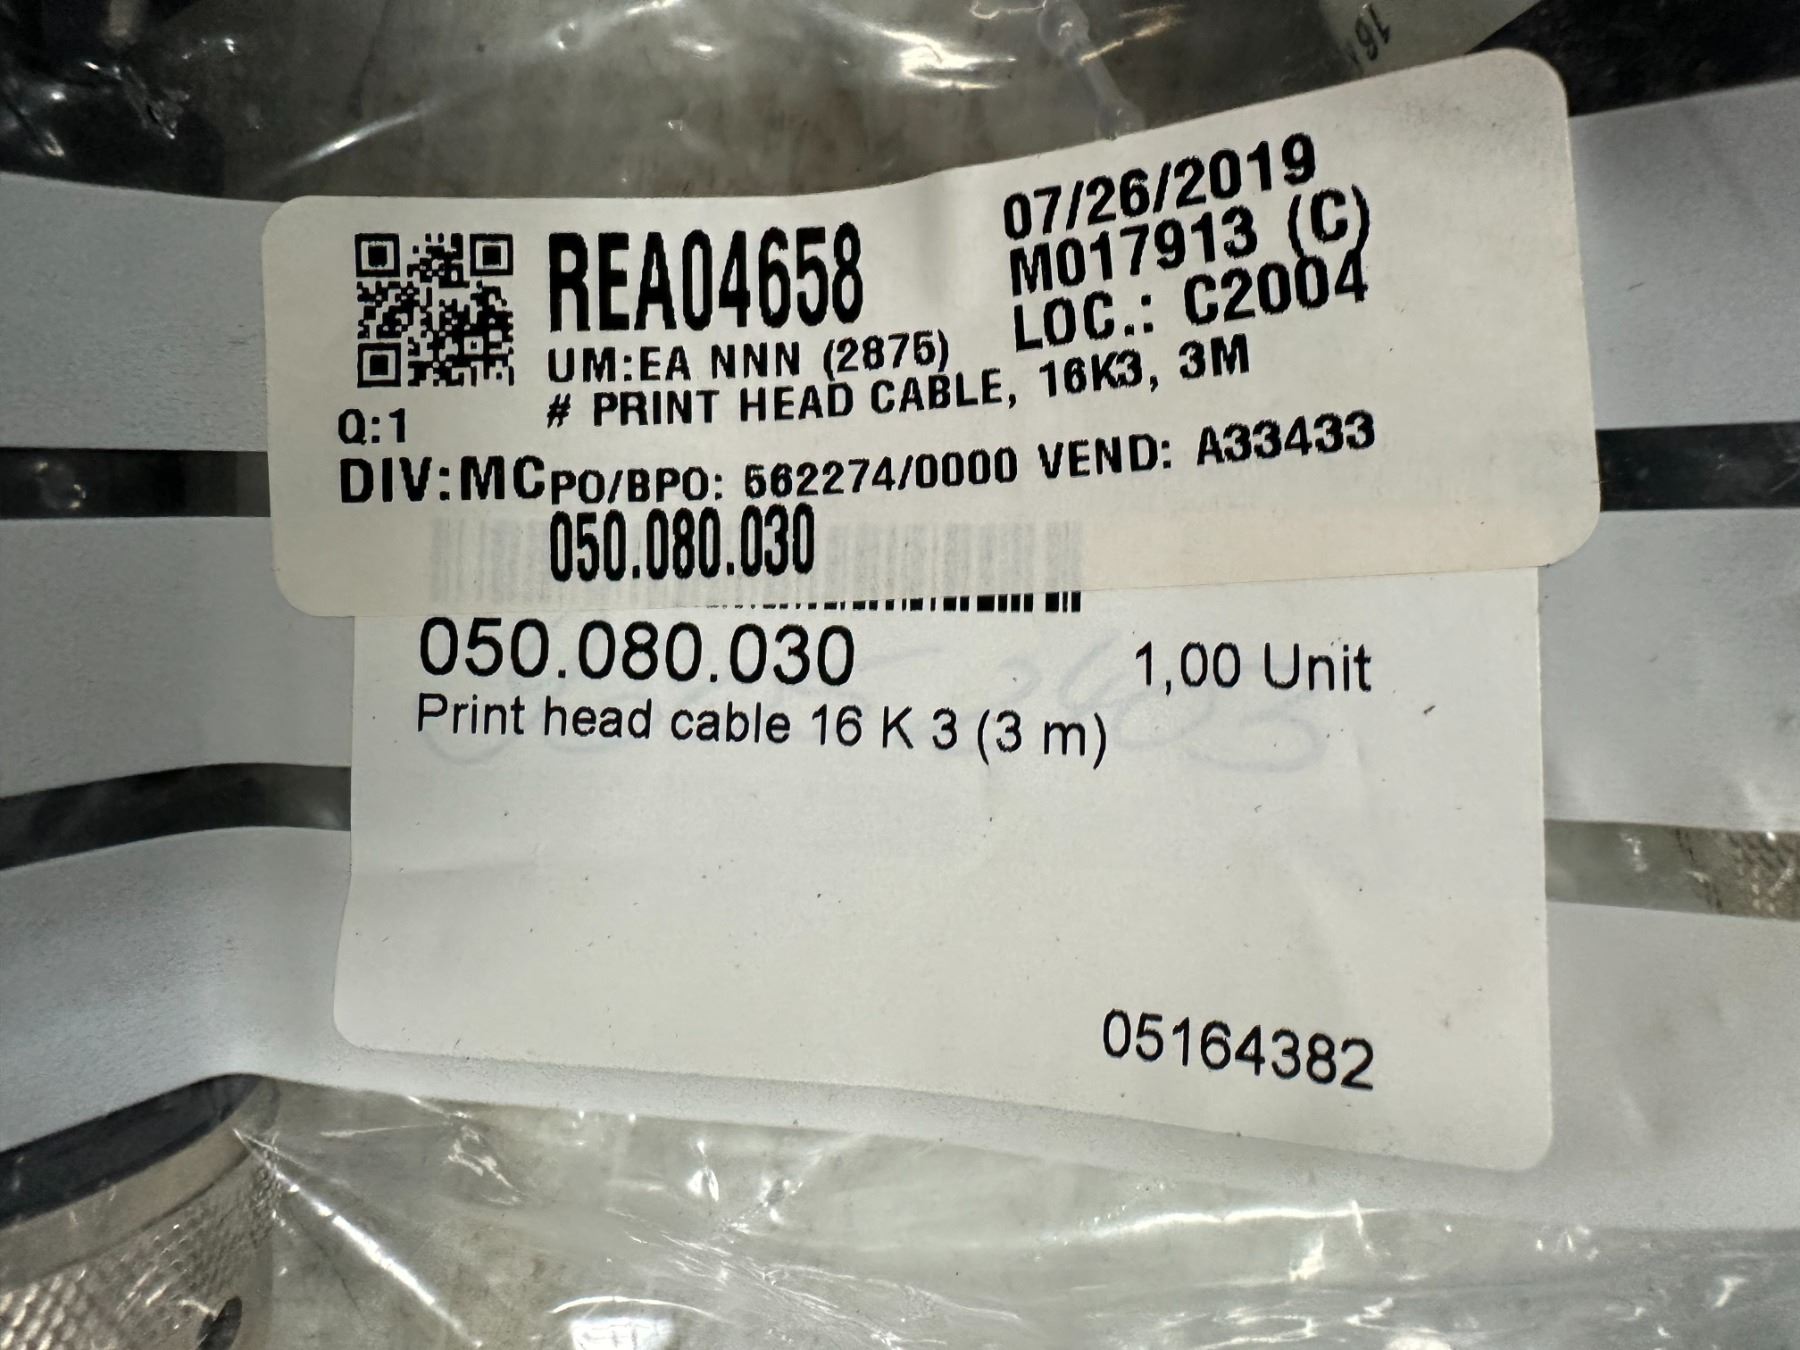 07/26/2019
REA04658
M017913 (C)
LOC.: C2004
UM:EA NNN (2875)
# PRINT HEAD CABLE, 16K3, 3M
Q:1
DIV:MC PO/BPO: 562274/0000 VEND: A33433
050.080.030
050.080.030
1,00 Unit
Print head cable 16 K 3 (3 m)
05164382